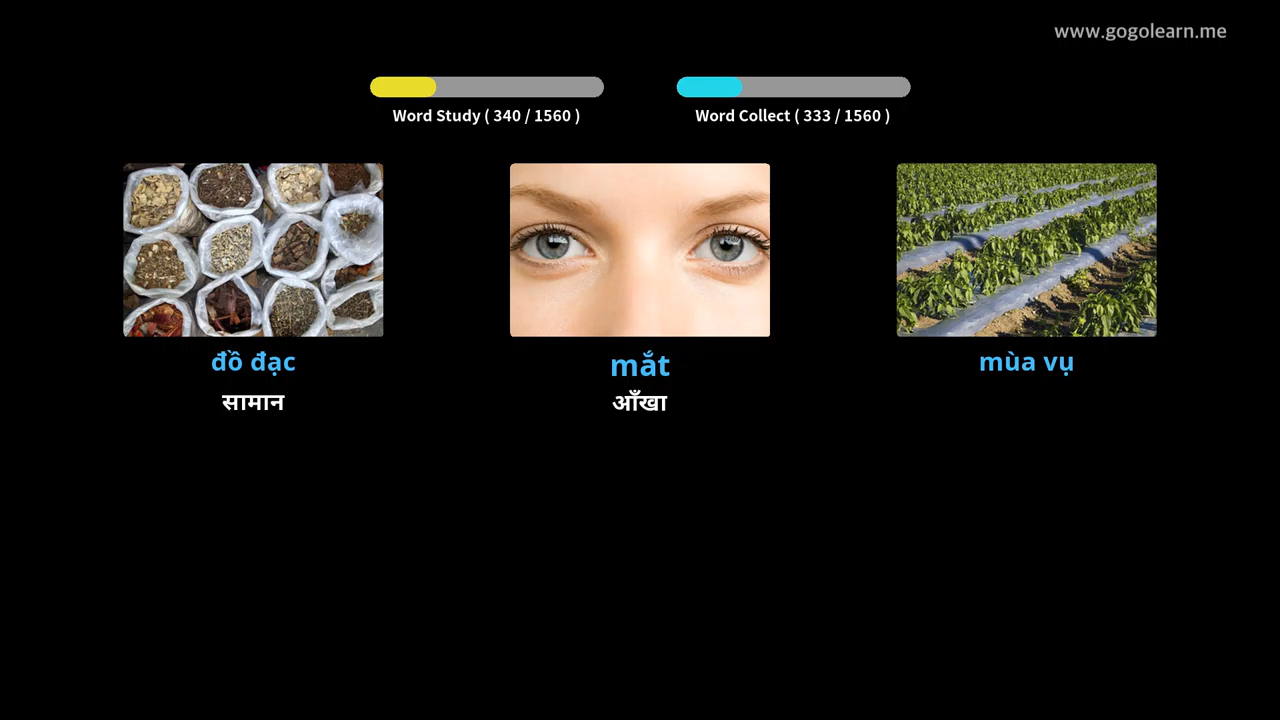 www.gogolearn.me
Word Study ( 340 / 1560 )
Word Collect ( 333 / 1560 )
đồ đạc
सामान
mắt
आँखा
mùa vụ